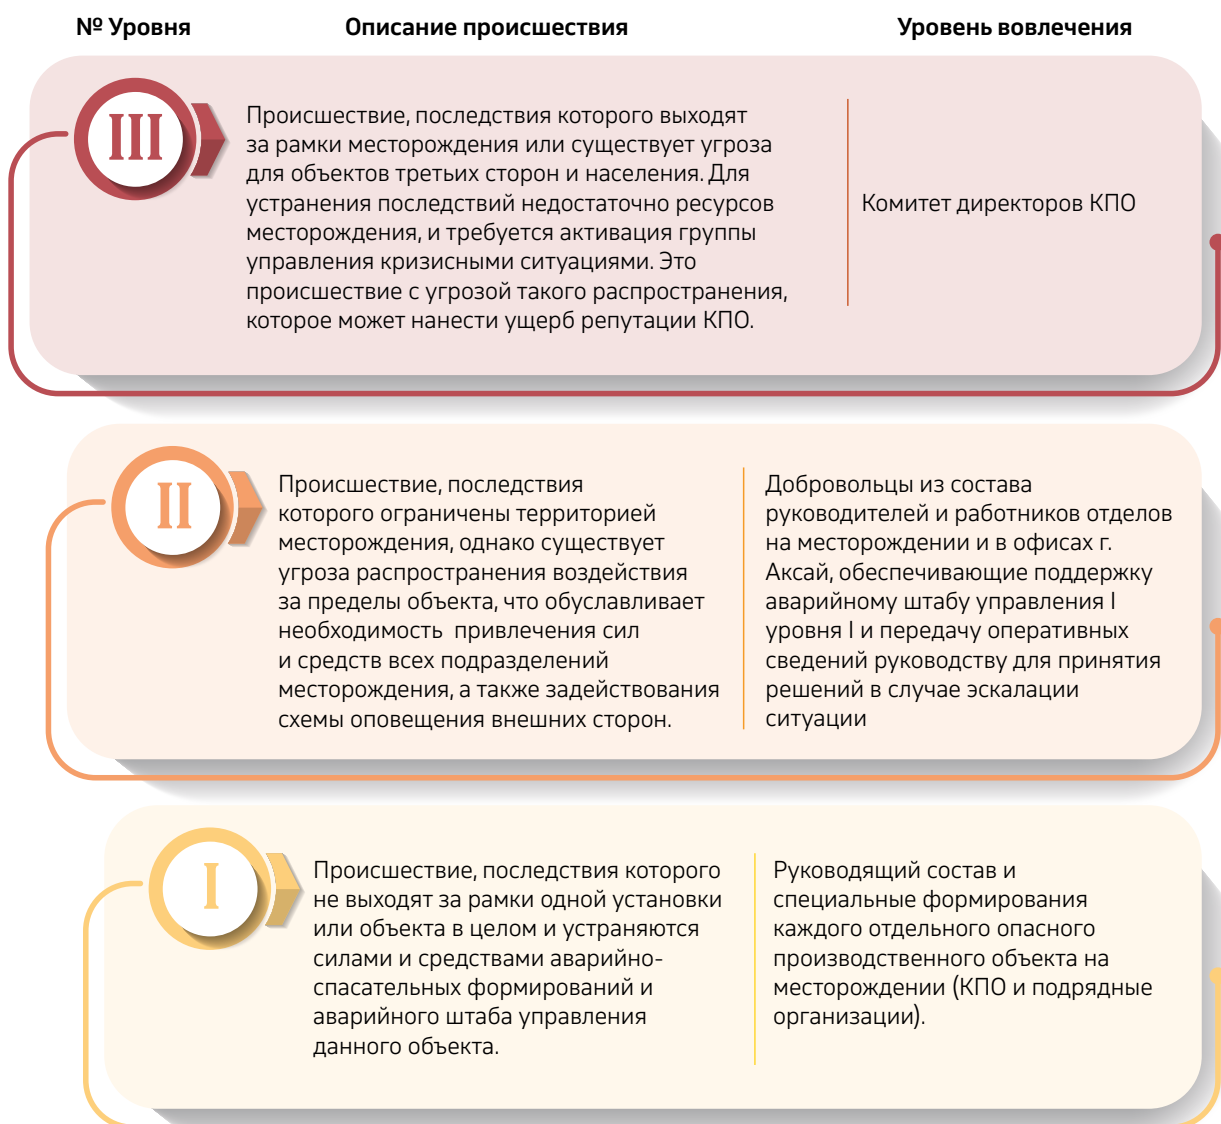 № Уровня
Описание происшествия
Уровень вовлечения
III
Происшествие, последствия которого выходят
за рамки месторождения или существует угроза
для объектов третьих сторон и населения. Для
устранения последствий недостаточно ресурсов
месторождения, и требуется активация группы
управления кризисными ситуациями. Это
происшествие с угрозой такого распространения,
которое может нанести ущерб репутации КПО.
Комитет директоров КПО
II
Происшествие, последствия
которого ограничены территорией
месторождения, однако существует
угроза распространения воздействия
за пределы объекта, что обуславливает
необходимость привлечения сил
и средств всех подразделений
месторождения, а также задействования
схемы оповещения внешних сторон.
Добровольцы из состава
руководителей и работников отделов
на месторождении и в офисах г.
Аксай, обеспечивающие поддержку
аварийному штабу управления I
уровня I и передачу оперативных
сведений руководству для принятия
решений в случае эскалации
ситуации
I
Происшествие, последствия которого
не выходят за рамки одной установки
или объекта в целом и устраняются
силами и средствами аварийно-
спасательных формирований и
аварийного штаба управления
данного объекта.
Руководящий состав и
специальные формирования
каждого отдельного опасного
производственного объекта на
месторождении (КПО и подрядные
организации).